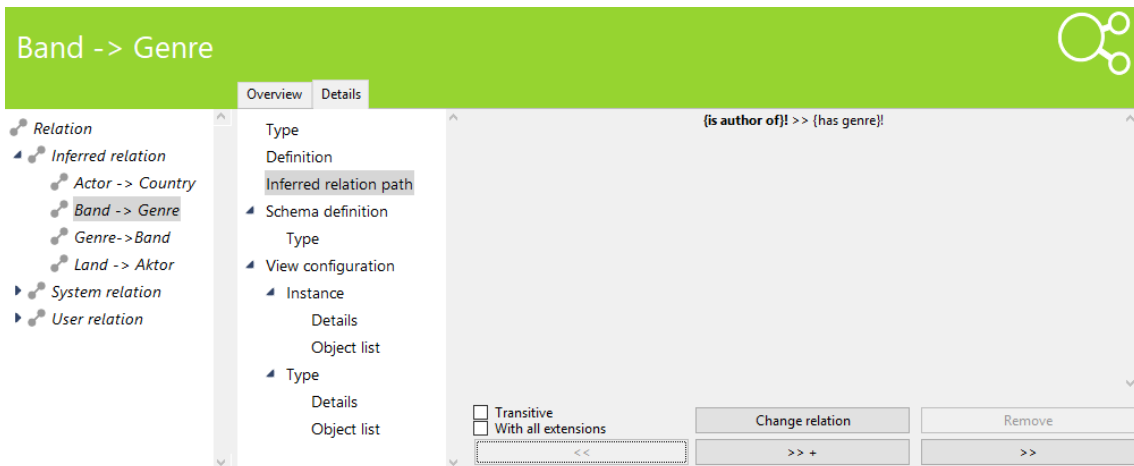 Band -> Genre
Overview Details
Relation
Inferred relation
Actor -> Country
Band -> Genre
Genre->Band
Land -> Aktor
System relation
User relation
Type
Definition
Inferred relation path
Schema definition
Type
View configuration
Instance
Details
Object list
Type
Details
Object list
{is author of}! >> {has genre}!
Transitive
With all extensions
Change relation Remove
<< >> + >>